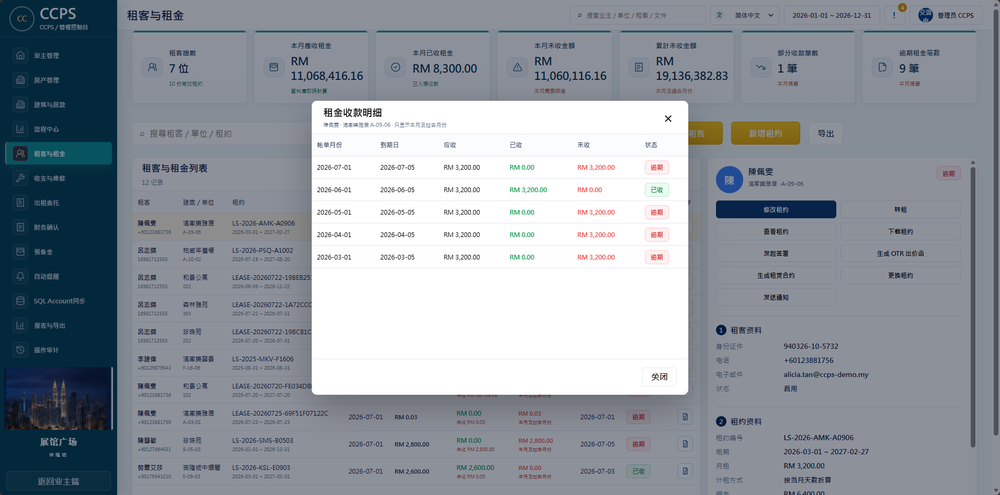 CC
CCPS
CCPS / 管理控制台
业主管理
房产管理
建筑与房款
流程中心
租客与租金
收支与维修
出租委托
财务确认
预备金
自动提醒
SQL Account同步
报表与导出
操作审计
展馆广场
吉隆坡
返回业主端
租客与租金
搜索业主 / 单位 / 租客 / 文件
文
简体中文
2026-01-01 ~ 2026-12-31
!
4
交流电
管理员 CCPS
租客總數
7 位
10 份有效租約
本月應收租金
RM 11,068,416.16
資料庫即時計算
本月已收租金
RM 8,300.00
已入帳收款
本月未收金額
RM 11,060,116.16
本月需要跟進
累計未收金額
RM 19,136,382.83
本月及過去月份
部分收款筆數
1 筆
本月帳單
逾期租金笔数
9 筆
本月帳單
搜尋租客 / 單位 / 租約
租客
新增租约
导出
租客与租金列表
12 记录
租客
建案 / 单位
租约
陳佩雯
+60123881756
滿家樂雅居
A-09-06
LS-2026-AMK-A0906
2026-03-01 ~ 2027-02-27
呂志傑
18981712555
柏威年廣場
A-10-02
LS-2026-PSQ-A1002
2026-07-19 ~ 2027-08-20
呂志傑
18981712555
和景公寓
222
LEASE-20260722-19BEB251
2026-06-09 ~ 2026-11-22
呂志傑
18981712555
森林雅苑
303
LEASE-20260722-1A72CCC
2026-07-22 ~ 2026-07-31
呂志傑
18981712555
珍珠苑
202
LEASE-20260722-19BC81C
2026-07-20 ~ 2026-07-31
李建偉
+60129876543
滿家樂翠景
F-16-06
LS-2025-MKV-F1606
2025-08-31 ~ 2026-08-31
陳佩雯
+60123881756
和景公寓
102
LEASE-20260720-FE034D8
2026-07-20 ~ 2027-07-20
本月及过去月份
陳佩雯
+60123881756
滿家樂雅居
A-03-01
LEASE-20260725-69F51F07122C
2026-07-23 ~ 2026-07-23
2026-07-01
RM 0.03
RM 0.00
未收 RM 0.03
RM 0.03
本月及过去月份
2026-07-01
逾期
陳慧敏
+60127864531
珍珠苑
B-05-03
LS-2026-SMS-B0503
2026-01-01 ~ 2026-12-31
2026-07-01
RM 2,800.00
RM 0.00
未收 RM 2,800.00
RM 2,800.00
本月及过去月份
2026-07-05
逾期
努蕾艾莎
+60176543210
吉隆坡中環閣
E-09-03
LS-2026-KSL-E0903
2026-03-01 ~ 2027-03-01
2026-07-01
RM 2,600.00
RM 2,600.00
未收 RM 0.00
RM 0.00
本月及过去月份
2026-07-03
已收
租金收款明细
陳佩雯 · 滿家樂雅居 A-09-06 · 只显示本月及过去月份
帐单月份
到期日
应收
已收
未收
状态
2026-07-01
2026-07-05
RM 3,200.00
RM 0.00
RM 3,200.00
逾期
2026-06-01
2026-06-05
RM 3,200.00
RM 3,200.00
RM 0.00
已收
2026-05-01
2026-05-05
RM 3,200.00
RM 0.00
RM 3,200.00
逾期
2026-04-01
2026-04-05
RM 3,200.00
RM 0.00
RM 3,200.00
逾期
2026-03-01
2026-03-05
RM 3,200.00
RM 0.00
RM 3,200.00
逾期
关闭
陳
陳佩雯
滿家樂雅居 · A-09-06
逾期
修改租约
转租
查看租约
下载租约
发起签署
生成 OTR 出价函
生成租赁合约
更换租约
发送通知
1 租客资料
身份证件 940326-10-5732
电话 +60123881756
电子邮件 alicia.tan@ccps-demo.my
状态 启用
2 租约资料
租约编号 LS-2026-AMK-A0906
租期 2026-03-01 ~ 2027-02-27
月租 RM 3,200.00
计租方式 按当月天数折算
押金 RM 6,400.00